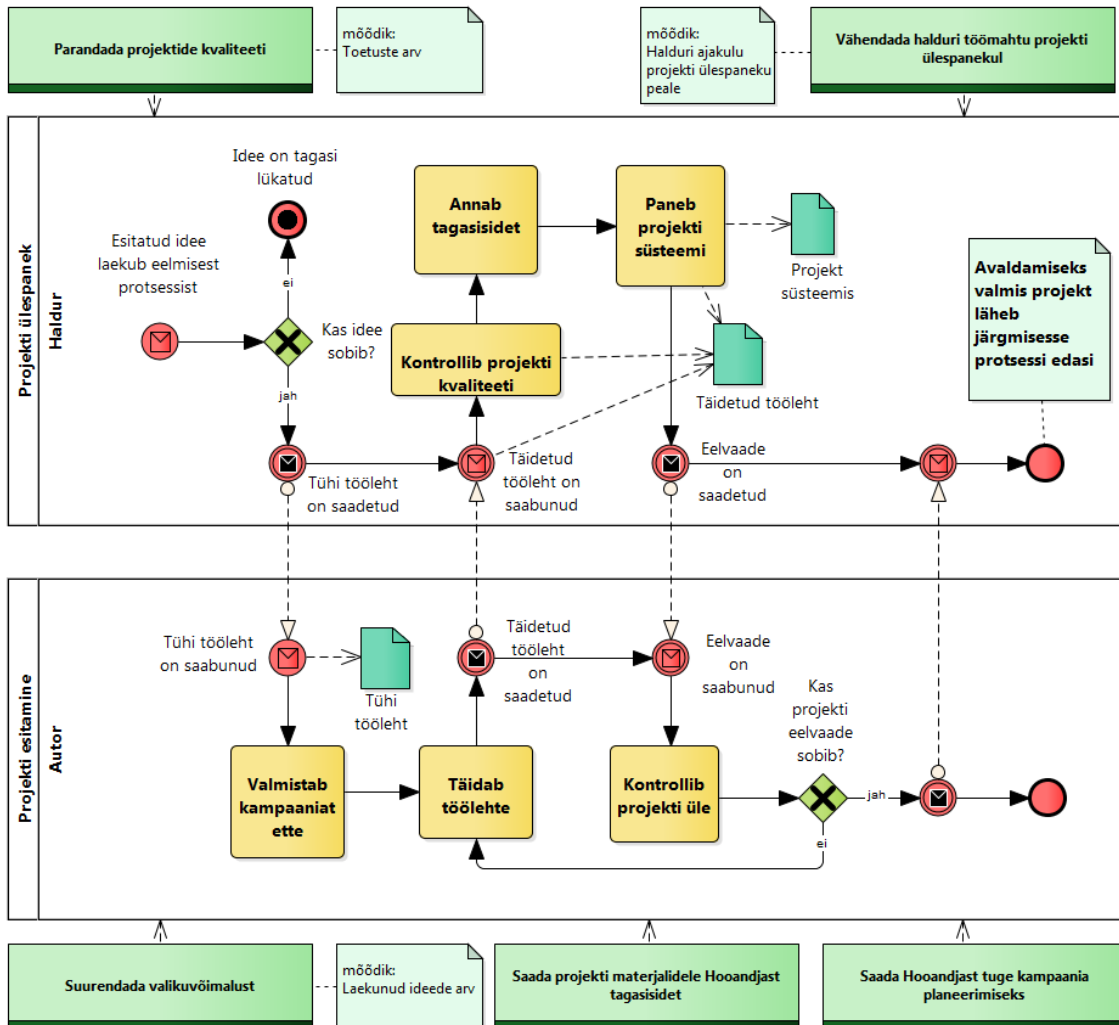 Parandada projektide kvaliteeti
mõõdik:
Toetuste arv
mõõdik:
Halduri ajakulu
projekti ülespaneku
peale
Vähendada halduri töömahtu projekti
ülespanekul
Projekti ülespanek
Haldur
Idee on tagasi
lükatud
Esitatud idee
laekub eelmisest
protsessist
ei
Kas idee
sobib?
jah
Tühi tööleht
on saadetud
Annab
tagasisidet
Kontrollib projekti
kvaliteeti
Täidetud
tööleht on
saabunud
Paneb
projekti
süsteemi
Projekt
süsteemis
Täidetud tööleht
Eelvaade
on
saadetud
Avaldamiseks
valmis projekt
läheb
järgmisesse
protsessi edasi
Projekti esitamine
Autor
Tühi tööleht
on saabunud
Tühi
tööleht
Valmistab
kampaaniat
ette
Täidab
töölehte
Täidetud
tööleht
on
saadetud
Eelvaade
on
saabunud
Kontrollib
projekti üle
Kas
projekti
eelvaade
sobib?
jah
ei
Suurendada valikuvõimalust
mõõdik:
Laekunud ideede arv
Saada projekti materjalidele Hooandjast
tagasisidet
Saada Hooandjast tuge kampaania
planeerimiseks